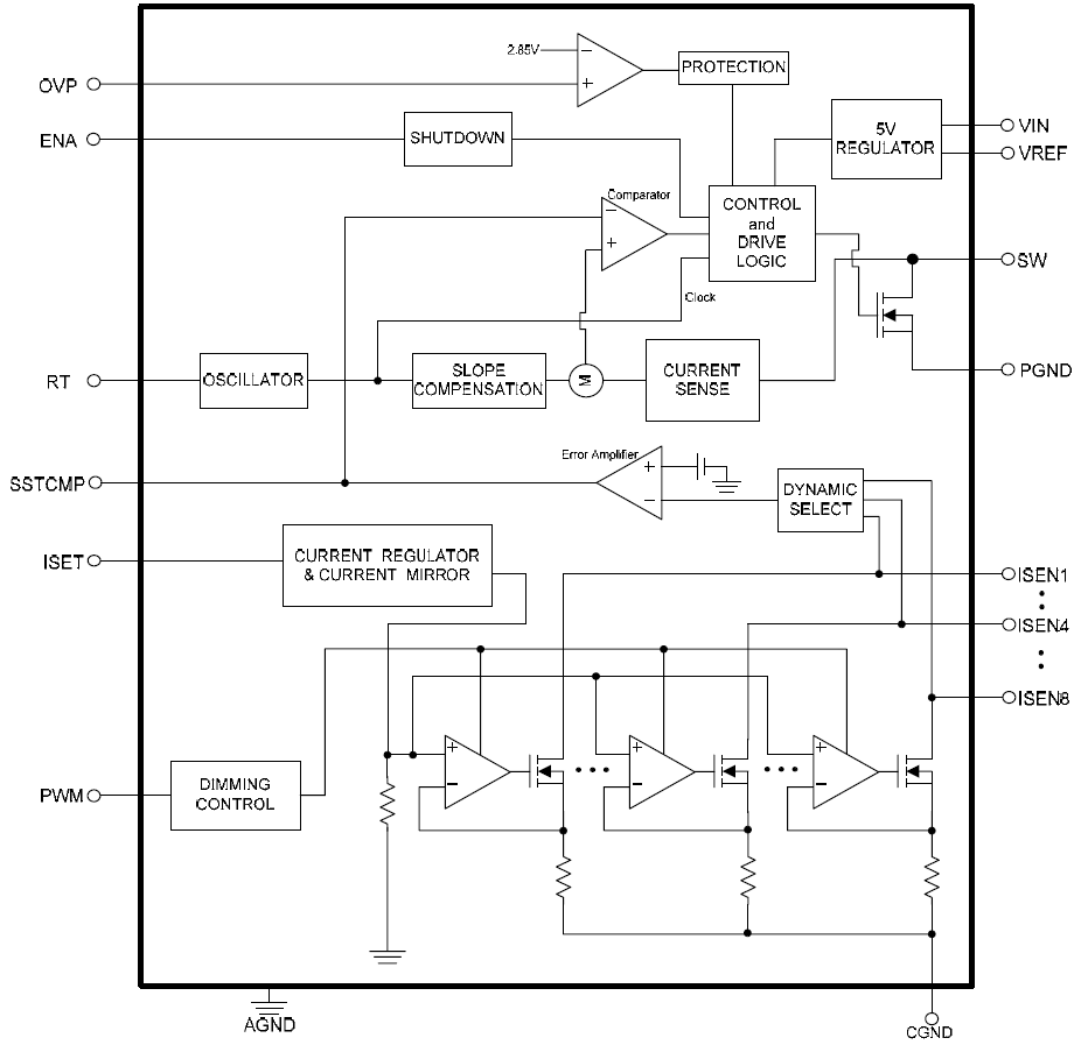 2.85V
PROTECTION
OVP
ENA
SHUTDOWN
5V
REGULATOR
VIN
VREF
Comparator
CONTROL
and
DRIVE
LOGIC
SW
Clock
RT
OSCILLATOR
SLOPE
COMPENSATION
M
CURRENT
SENSE
PGND
Error Amplifier
SSTCMP
DYNAMIC
SELECT
ISET
CURRENT REGULATOR
& CURRENT MIRROR
ISEN1
ISEN4
ISEN8
PWM
DIMMING
CONTROL
AGND
CGND